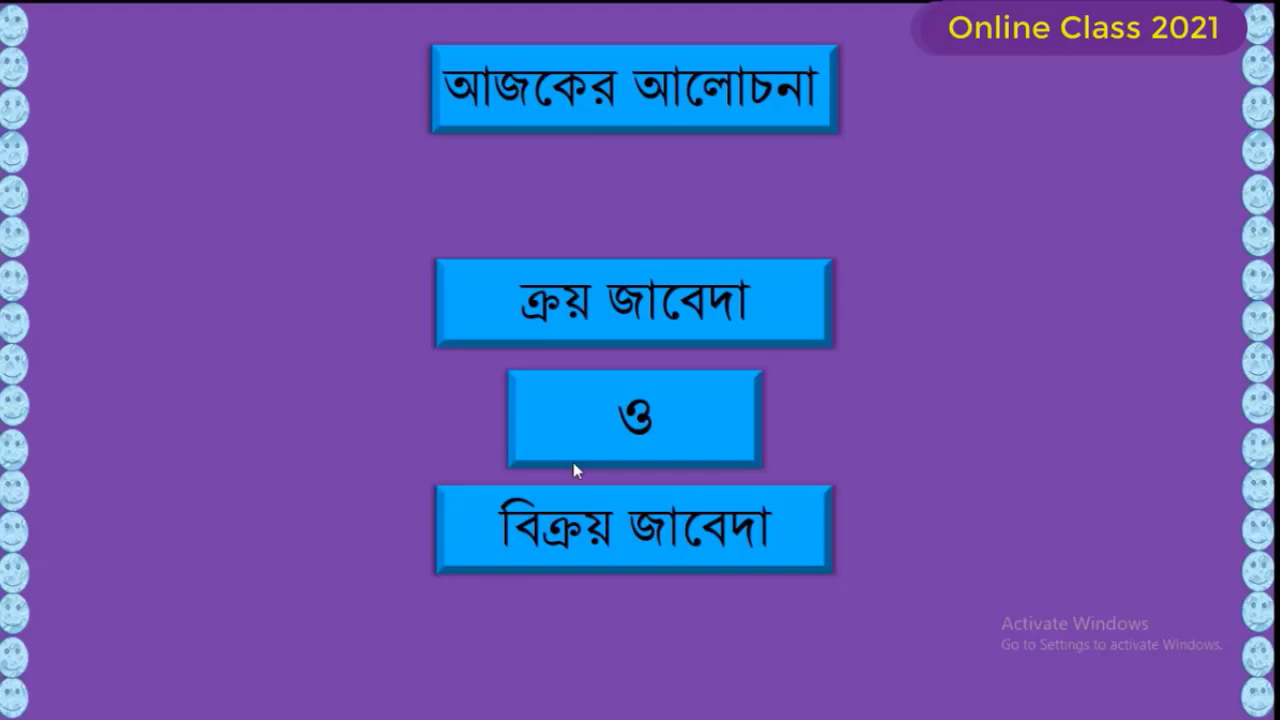 Online Class 2021
আজকের আলোচনা
ক্রয় জাবেদা
ও
বিক্রয় জাবেদা
Activate Windows
Go to Settings to activate Windows.